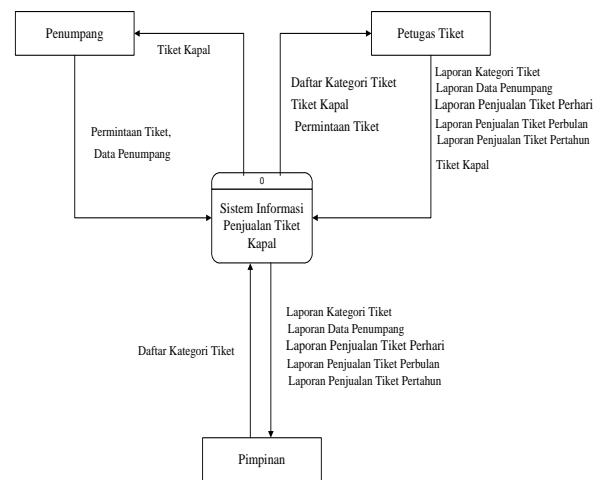 Penumpang
Petugas Tiket
Tiket Kapal
Daftar Kategori Tiket
Tiket Kapal
Permintaan Tiket
Laporan Kategori Tiket
Laporan Data Penumpang
Laporan Penjualan Tiket Perhari
Laporan Penjualan Tiket Perbulan
Laporan Penjualan Tiket Pertahun
Tiket Kapal
Permintaan Tiket,
Data Penumpang
0
Sistem Informasi
Penjualan Tiket
Kapal
Daftar Kategori Tiket
Laporan Kategori Tiket
Laporan Data Penumpang
Laporan Penjualan Tiket Perhari
Laporan Penjualan Tiket Perbulan
Laporan Penjualan Tiket Pertahun
Pimpinan